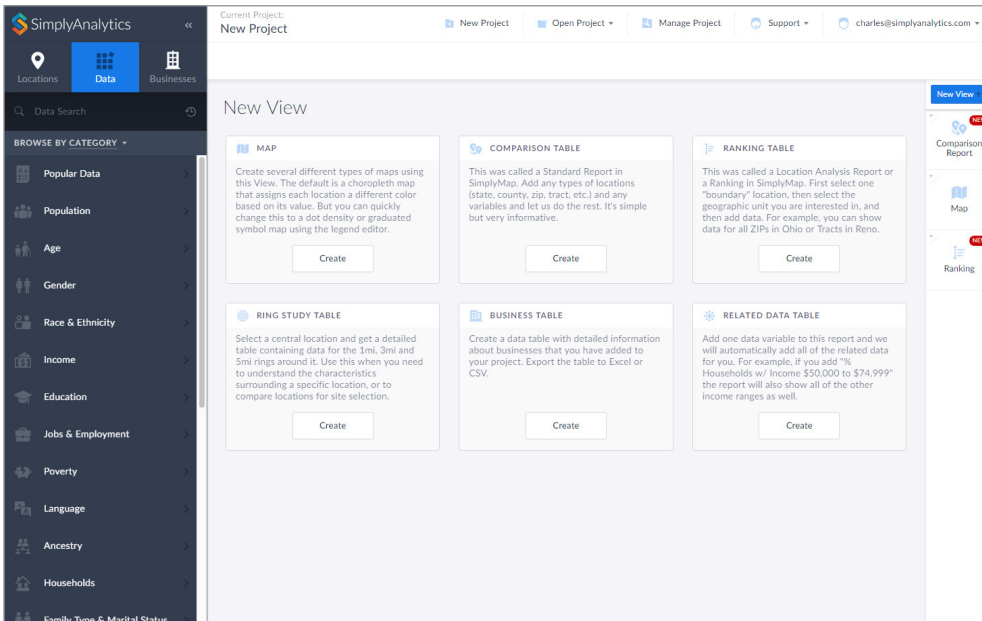 SimplyAnalytics
«
Current Project:
New Project
New Project
Open Project
Manage Project
Support
charles@simplyanalytics.com
Locations
Data
Businesses
Data Search
BROWSE BY CATEGORY
Popular Data
Population
Age
Gender
Race & Ethnicity
Income
Education
Jobs & Employment
Poverty
Language
Ancestry
Households
Family Type & Marital Status
New View
MAP
Create several different types of maps using
this View. The default is a choropleth map
that assigns each location a different color
based on its value. But you can quickly
change this to a dot density or graduated
symbol map using the legend editor.
Create
COMPARISON TABLE
This was called a Standard Report in
SimplyMap. Add any types of locations
(state, county, zip, tract, etc.) and any
variables and let us do the rest. It's simple
but very informative.
Create
RANKING TABLE
This was called a Location Analysis Report or
a Ranking in SimplyMap. First select one
"boundary" location, then select the
geographic unit you are interested in, and
then add data. For example, you can show
data for all ZIPs in Ohio or Tracts in Reno.
Create
RING STUDY TABLE
Select a central location and get a detailed
table containing data for the 1mi, 3mi and
5mi rings around it. Use this when you need
to understand the characteristics
surrounding a specific location, or to
compare locations for site selection.
Create
BUSINESS TABLE
Create a data table with detailed information
about businesses that you have added to
your project. Export the table to Excel or
CSV.
Create
RELATED DATA TABLE
Add one data variable to this report and we
will automatically add all of the related data
for you. For example, if you add "%
Households w/ Income $50,000 to $74,999"
the report will also show all of the other
income ranges as well.
Create
New View +
NEW
Comparison
Report
Map
NEW
Ranking